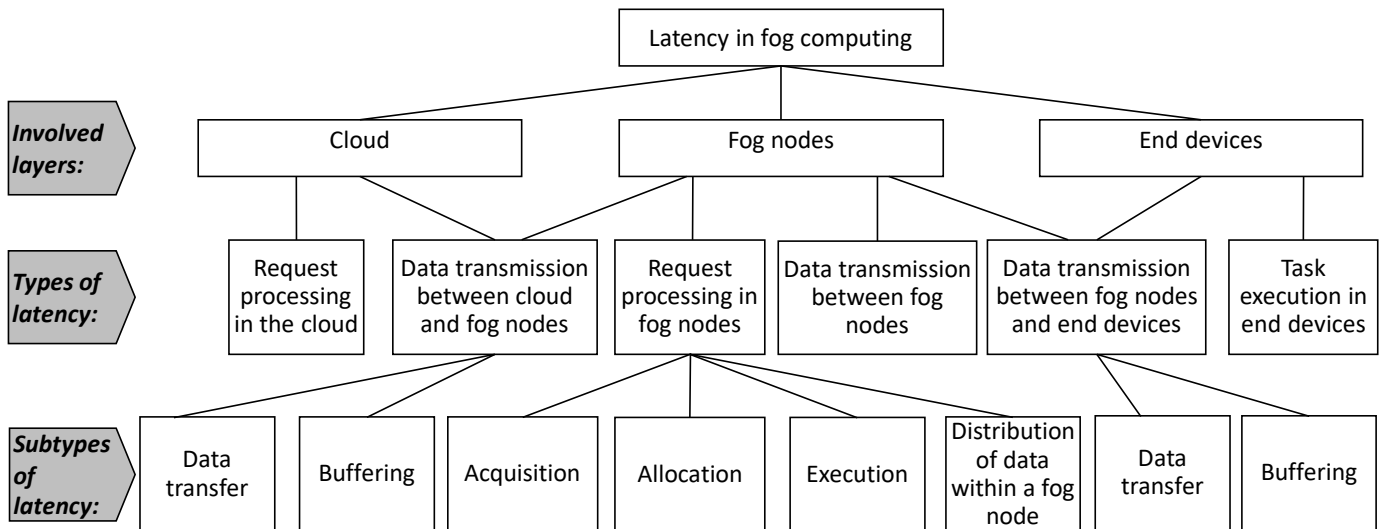 Latency in fog computing
Involved
layers:
Cloud
Fog nodes
End devices
Types of
latency:
Request
processing
in the cloud
Data transmission
between cloud
and fog nodes
Request
processing in
fog nodes
Data transmission
between fog
nodes
Data transmission
between fog nodes
and end devices
Task
execution in
end devices
Subtypes
of
latency:
Data
transfer
Buffering
Acquisition
Allocation
Execution
Distribution
of data
within a fog
node
Data
transfer
Buffering